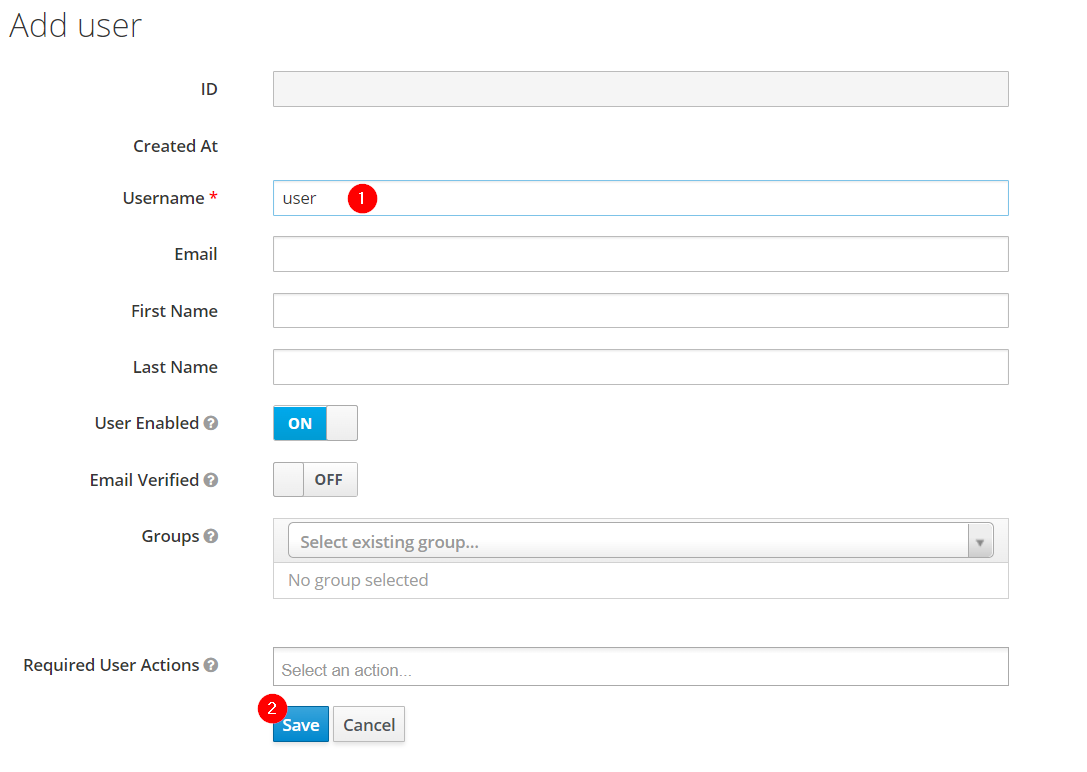 Add user
ID
Created At
Username *
user 1
Email
First Name
Last Name
User Enabled ?
ON
Email Verified ?
OFF
Groups ?
Select existing group...
No group selected
Required User Actions ?
Select an action...
2
Save Cancel